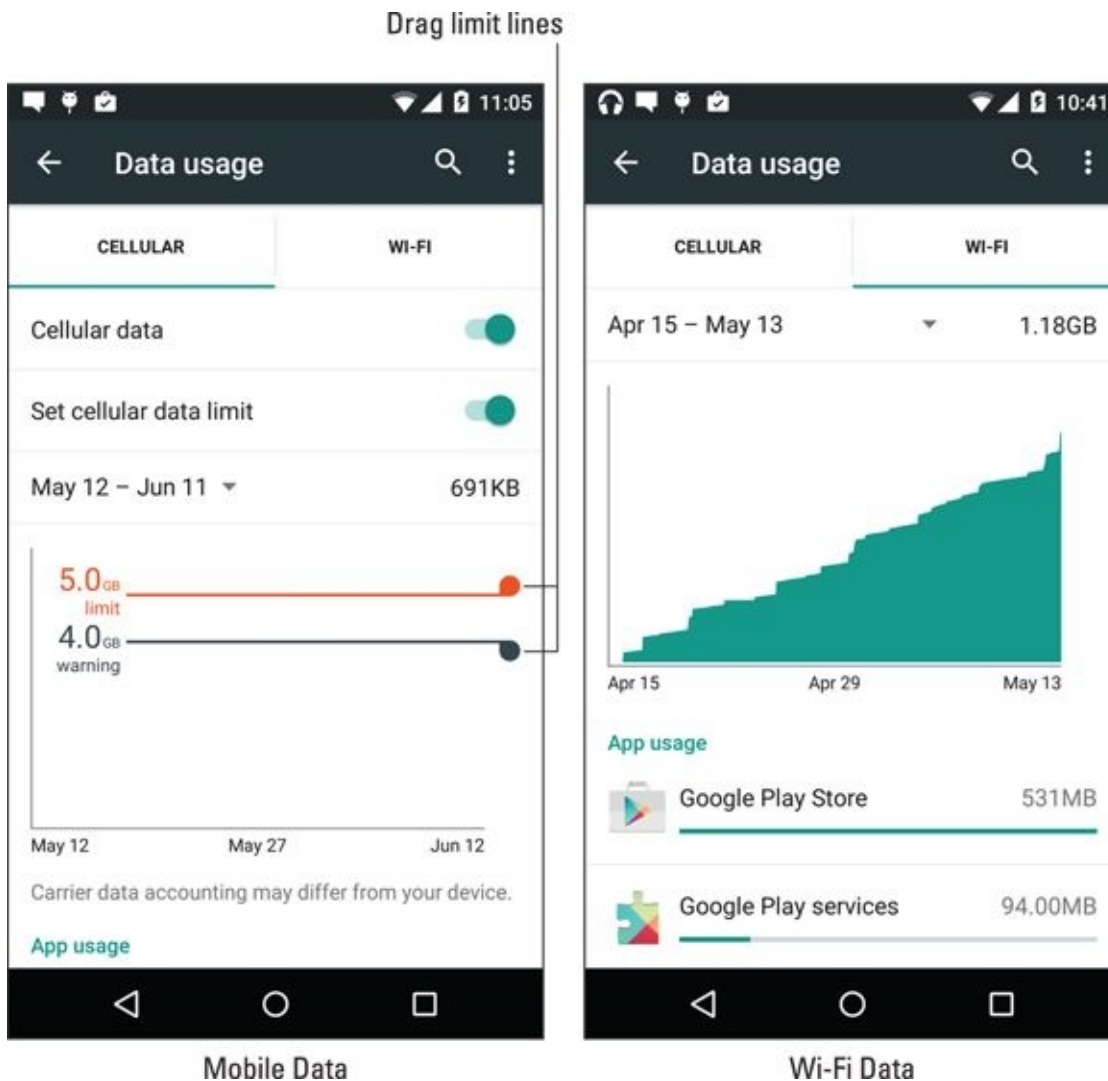 Drag limit lines
11:05
Data usage
CELLULAR
WI-FI
Cellular data
Set cellular data limit
May 12 – Jun 11
691KB
5.0GB
limit
4.0GB
warning
May 12
May 27
Jun 12
Carrier data accounting may differ from your device.
App usage
Mobile Data
10:41
Data usage
CELLULAR
WI-FI
Apr 15 – May 13
1.18GB
Apr 15
Apr 29
May 13
App usage
Google Play Store
531MB
Google Play services
94.00MB
Wi-Fi Data